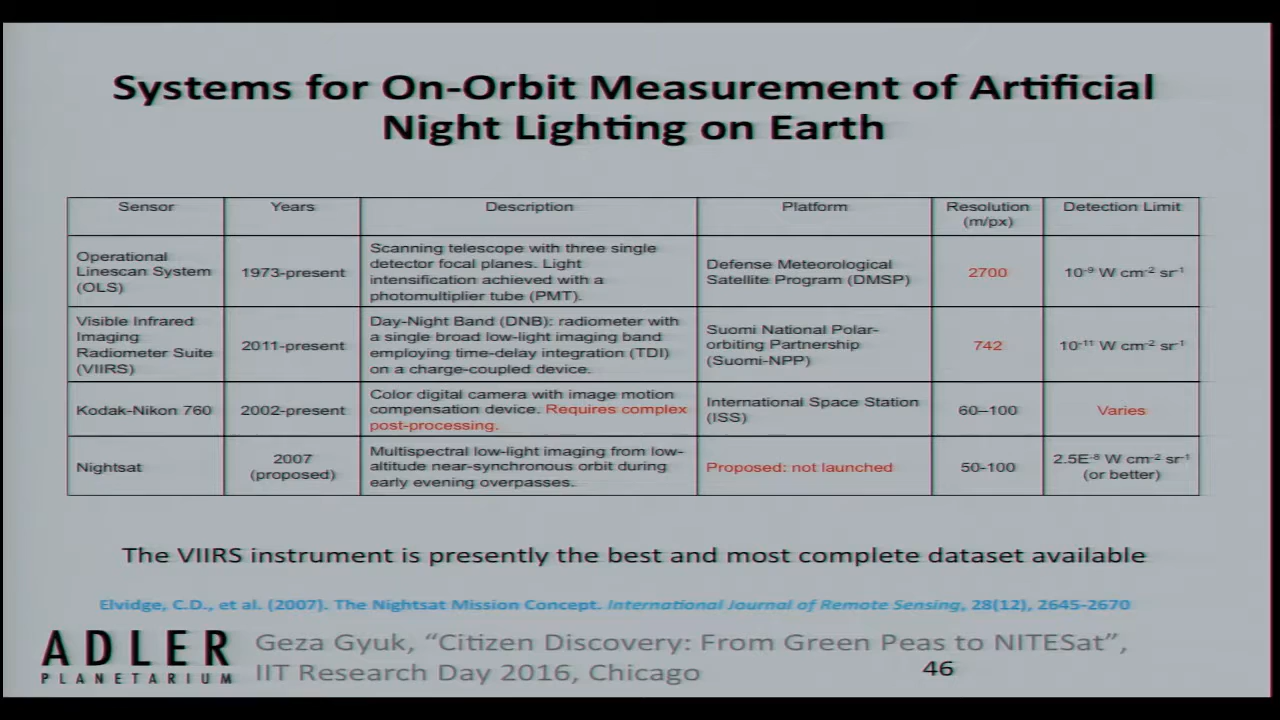 Systems for On-Orbit Measurement of Artificial
Night Lighting on Earth
Sensor Years Description Platform Resolution (m/px) Detection Limit
Operational Linescan System (OLS)
1973-present
Scanning telescope with three single
detector focal planes. Light
intensification achieved with a
photomultiplier tube (PMT).
Defense Meteorological
Satellite Program (DMSP)
2700
10⁻⁹ W cm⁻² sr⁻¹
Visible Infrared
Imaging
Radiometer Suite
(VIIRS)
2011-present
Day-Night Band (DNB): radiometer with
a single broad low-light imaging band
employing time-delay integration (TDI)
on a charge-coupled device.
Suomi National Polar-
orbiting Partnership
(Suomi-NPP)
742
10⁻¹¹ W cm⁻² sr⁻¹
Kodak-Nikon 760
2002-present
Color digital camera with image motion
compensation device. Requires complex
post-processing.
International Space Station
(ISS)
60–100
Varies
Nightsat
2007
(proposed)
Multispectral low-light imaging from low-
altitude near-synchronous orbit during
early evening overpasses.
Proposed: not launched
50-100
2.5E⁻⁸ W cm⁻² sr⁻¹
(or better)
The VIIRS instrument is presently the best and most complete dataset available
Elvidge, C.D., et al. (2007). The Nightsat Mission Concept. International Journal of Remote Sensing, 28(12), 2645-2670
ADLER
PLANETARIUM
Geza Gyuk, “Citizen Discovery: From Green Peas to NITESat”,
IIT Research Day 2016, Chicago
46